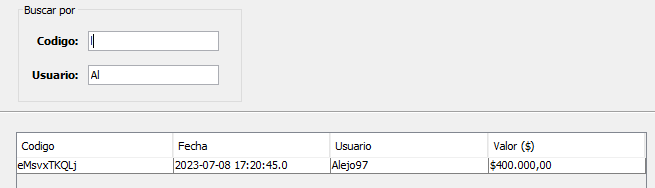 Buscar por
Codigo: l
Usuario: Al
Codigo Fecha Usuario Valor ($)
eMsvxTKQLj 2023-07-08 17:20:45.0 Alejo97 $400.000,00